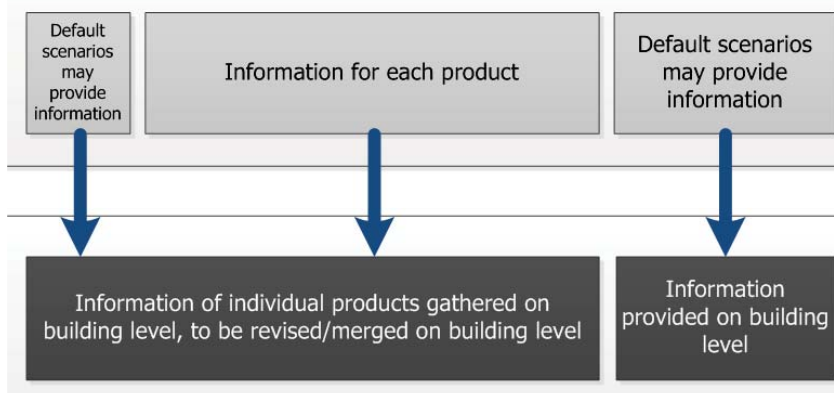 Default
scenarios
may
provide
information
Information for each product
Default scenarios
may provide
information
Information of individual products gathered on
building level, to be revised/merged on building level
Information
provided on building
level